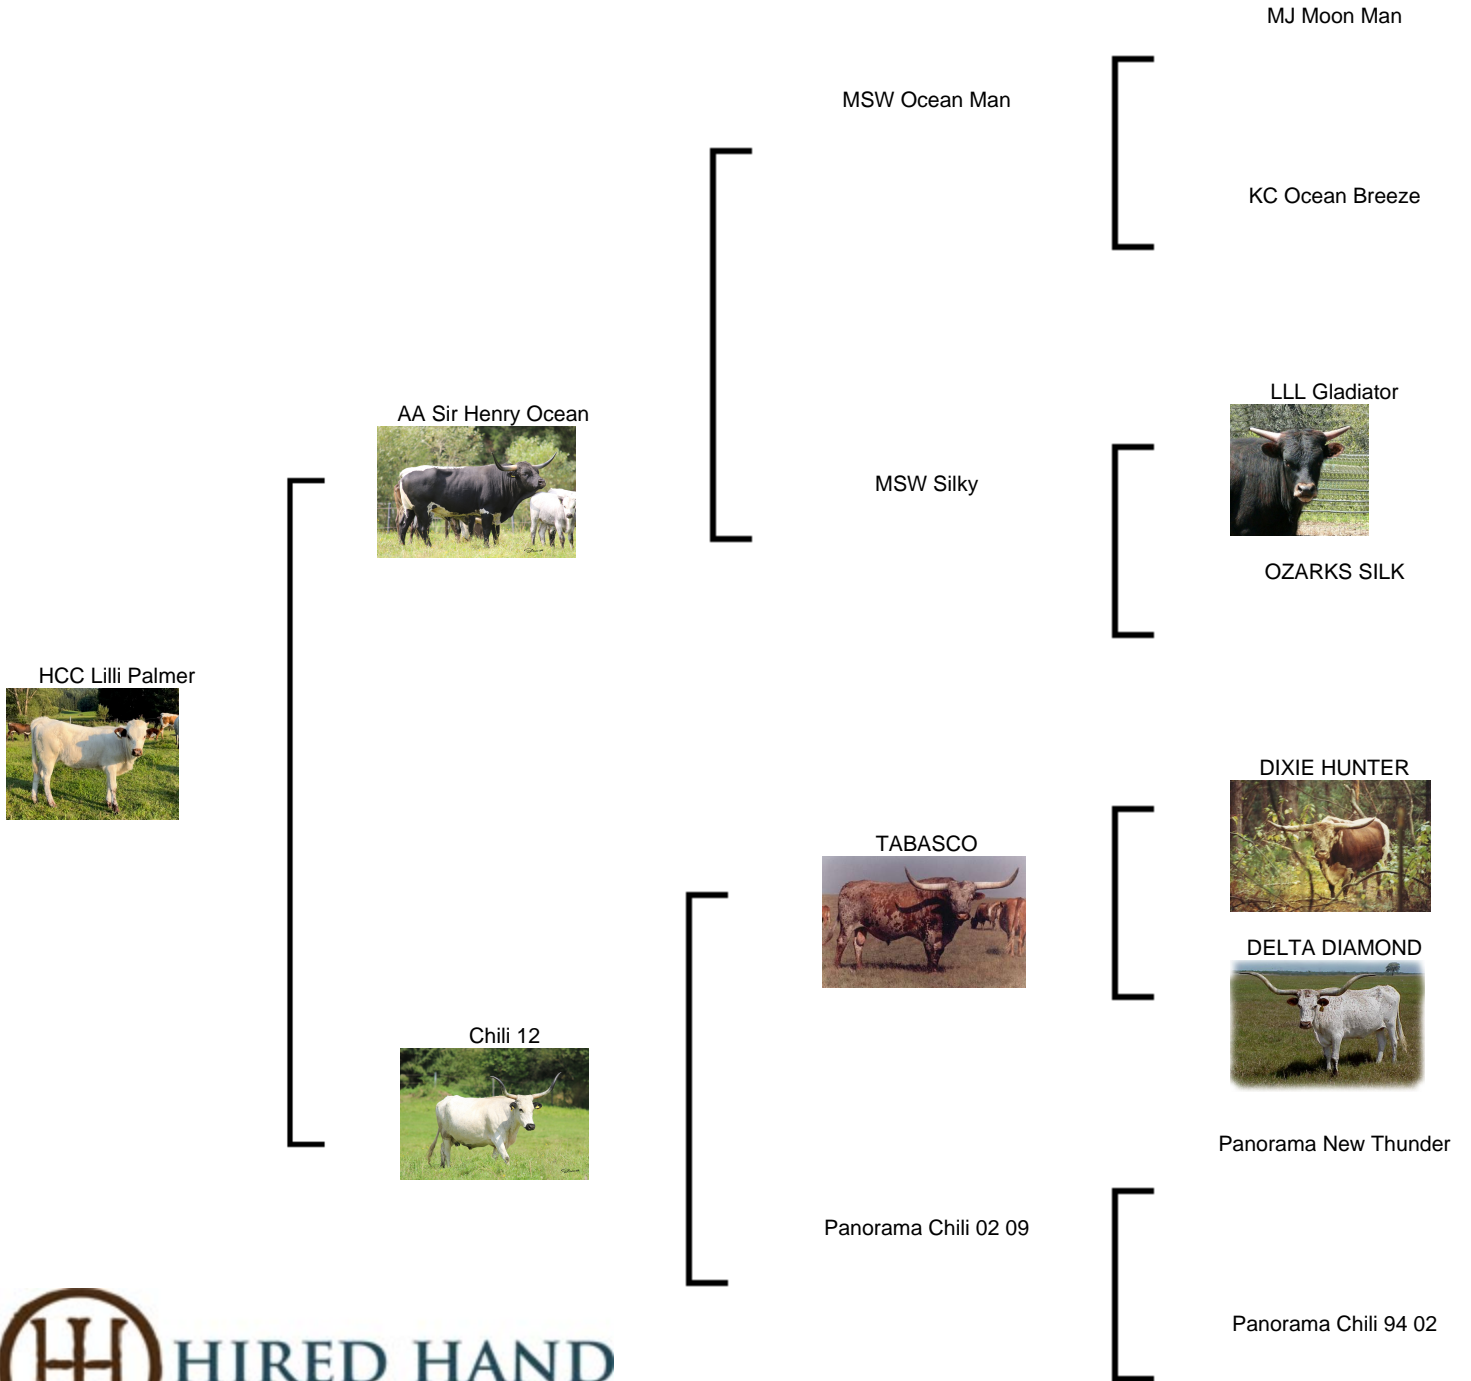 MJ Moon Man
MSW Ocean Man
KC Ocean Breeze
LLL Gladiator
AA Sir Henry Ocean
MSW Silky
OZARKS SILK
HCC Lilli Palmer
DIXIE HUNTER
TABASCO
DELTA DIAMOND
Chili 12
Panorama New Thunder
Panorama Chili 02 09
Panorama Chili 94 02
HIRED HAND